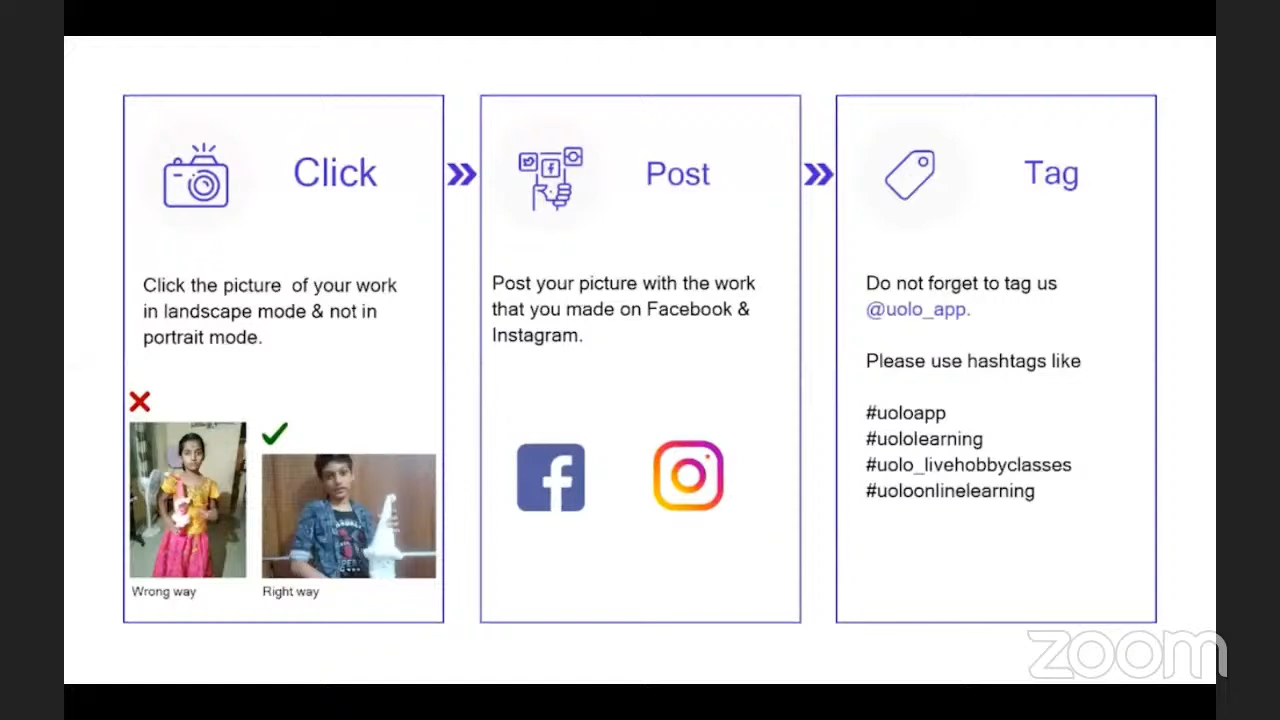 Click
Click the picture  of your work
in landscape mode & not in
portrait mode.
Wrong way
Right way
Post
Post your picture with the work
that you made on Facebook &
Instagram.
Tag
Do not forget to tag us
@uolo_app.
Please use hashtags like
#uoloapp
#uololearning
#uolo_livehobbyclasses
#uoloonlinelearning
zoom